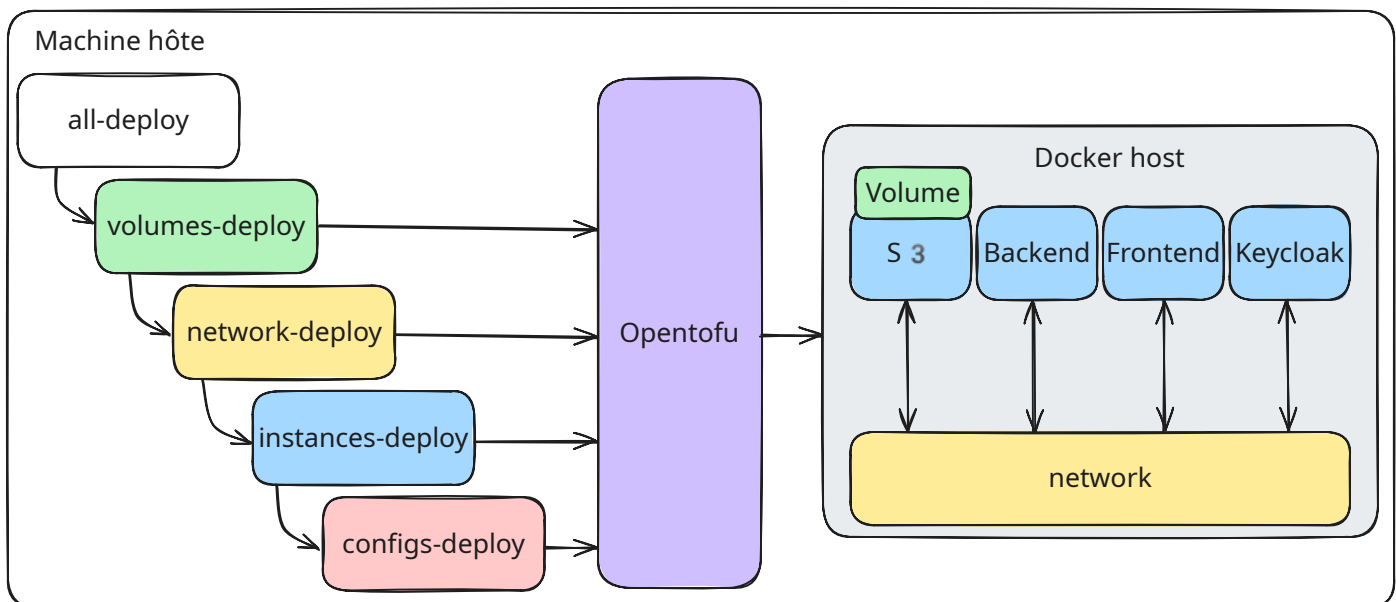 Machine hôte
all-deploy
volumes-deploy
network-deploy
instances-deploy
configs-deploy
Opentofu
Docker host
Volume
S 3
Backend
Frontend
Keycloak
network